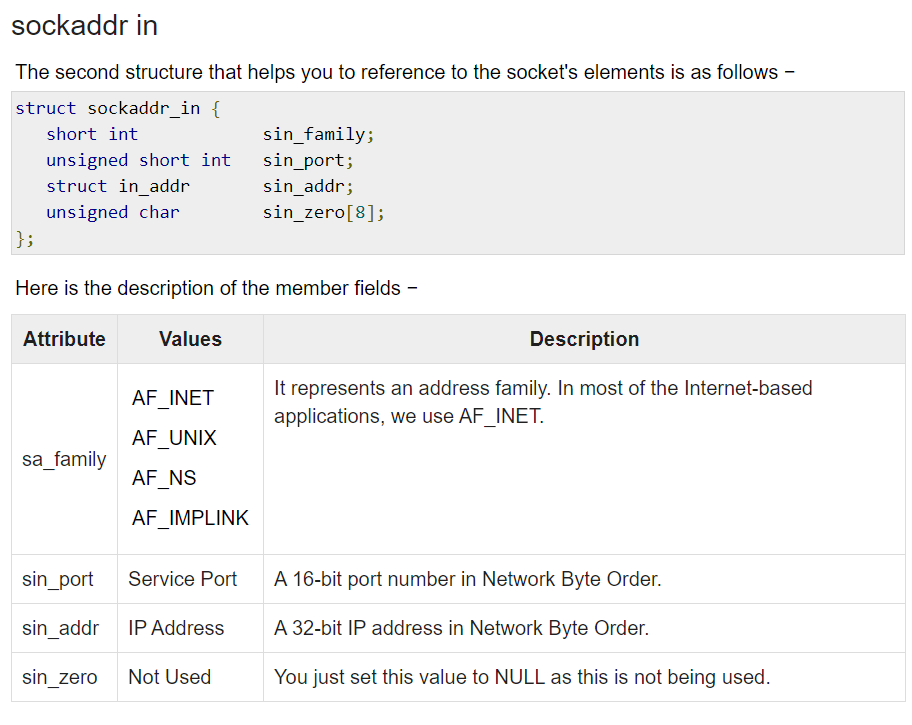 sockaddr in
The second structure that helps you to reference to the socket's elements is as follows −
struct sockaddr_in {
   short int            sin_family;
   unsigned short int   sin_port;
   struct in_addr       sin_addr;
   unsigned char        sin_zero[8];
};
Here is the description of the member fields −
Attribute Values Description
sa_family
AF_INET
AF_UNIX
AF_NS
AF_IMPLINK
It represents an address family. In most of the Internet-based
applications, we use AF_INET.
sin_port Service Port A 16-bit port number in Network Byte Order.
sin_addr IP Address A 32-bit IP address in Network Byte Order.
sin_zero Not Used You just set this value to NULL as this is not being used.